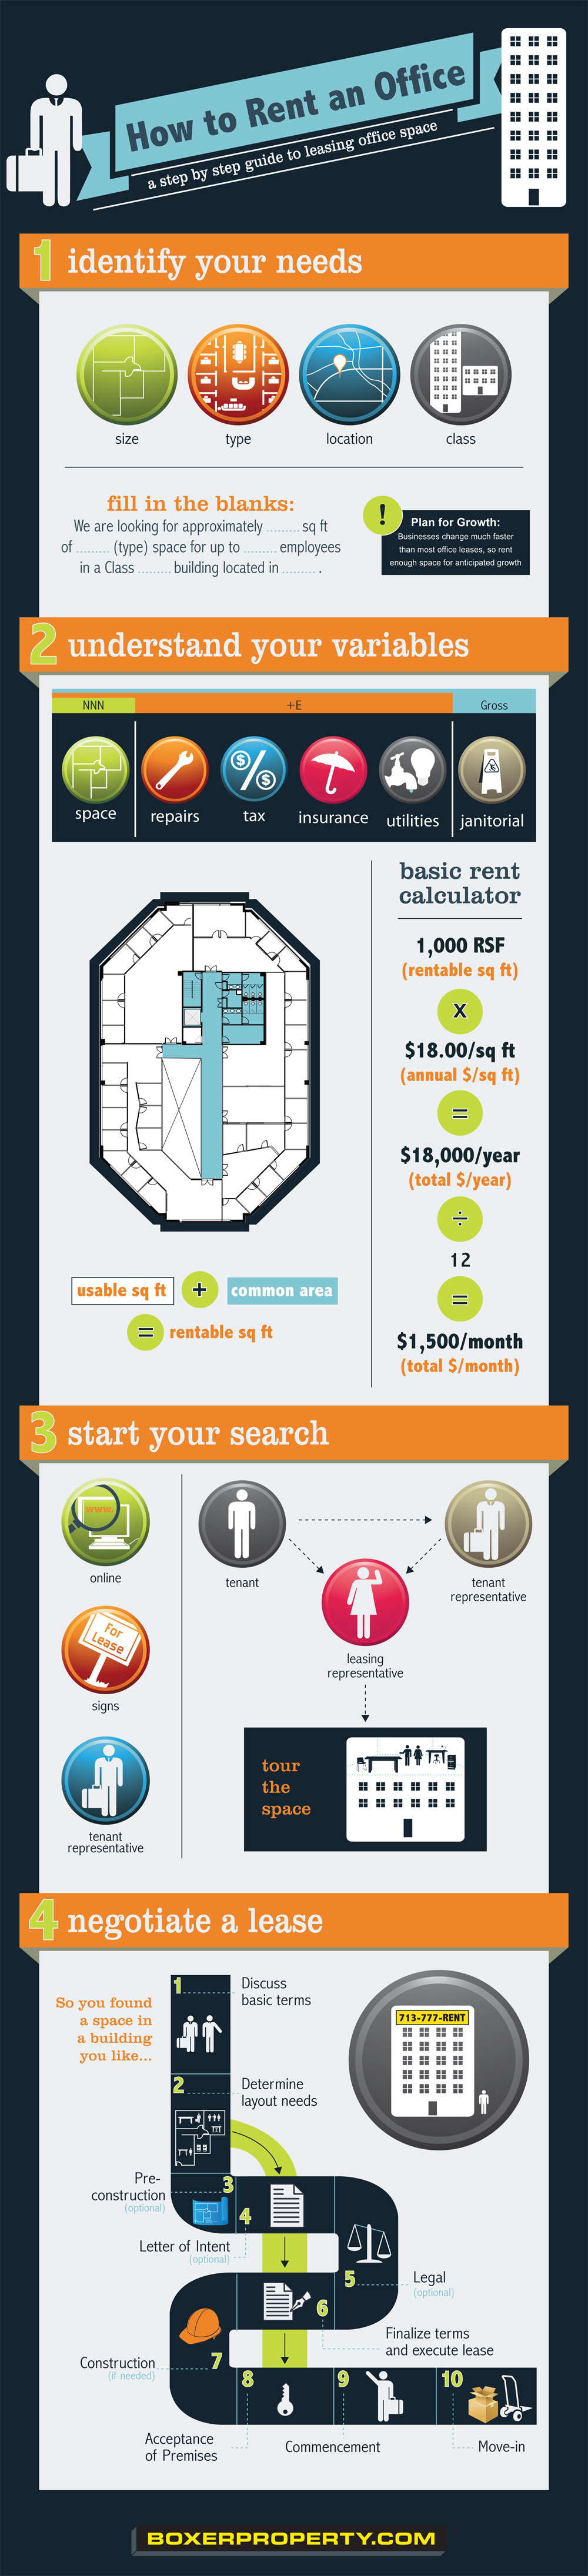 How to Rent an Office
a step by step guide to leasing office space
1 identify your needs
size
type
location
class
fill in the blanks:
We are looking for approximately ......... sq ft
of ......... (type) space for up to ......... employees
in a Class ......... building located in ......... .
!
Plan for Growth:
Businesses change much faster
than most office leases, so rent
enough space for anticipated growth
2 understand your variables
NNN
+E
Gross
$%$
space
repairs
tax
insurance
utilities
janitorial
basic rent
calculator
1,000 RSF
(rentable sq ft)
x
$18.00/sq ft
(annual $/sq ft)
=
$18,000/year
(total $/year)
÷
12
=
$1,500/month
(total $/month)
usable sq ft + common area
= rentable sq ft
3 start your search
www.
online
For
Lease
signs
tenant
representative
tenant
tenant
representative
leasing
representative
tour
the
space
4 negotiate a lease
So you found
a space in
a building
you like...
1
Discuss
basic terms
713-777-RENT
2
Determine
layout needs
3
Pre-
construction
(optional)
4
Letter of Intent
(optional)
5
Legal
(optional)
6
Finalize terms
and execute lease
7
Construction
(if needed)
8
Acceptance
of Premises
9
Commencement
10
Move-in
BOXERPROPERTY.COM